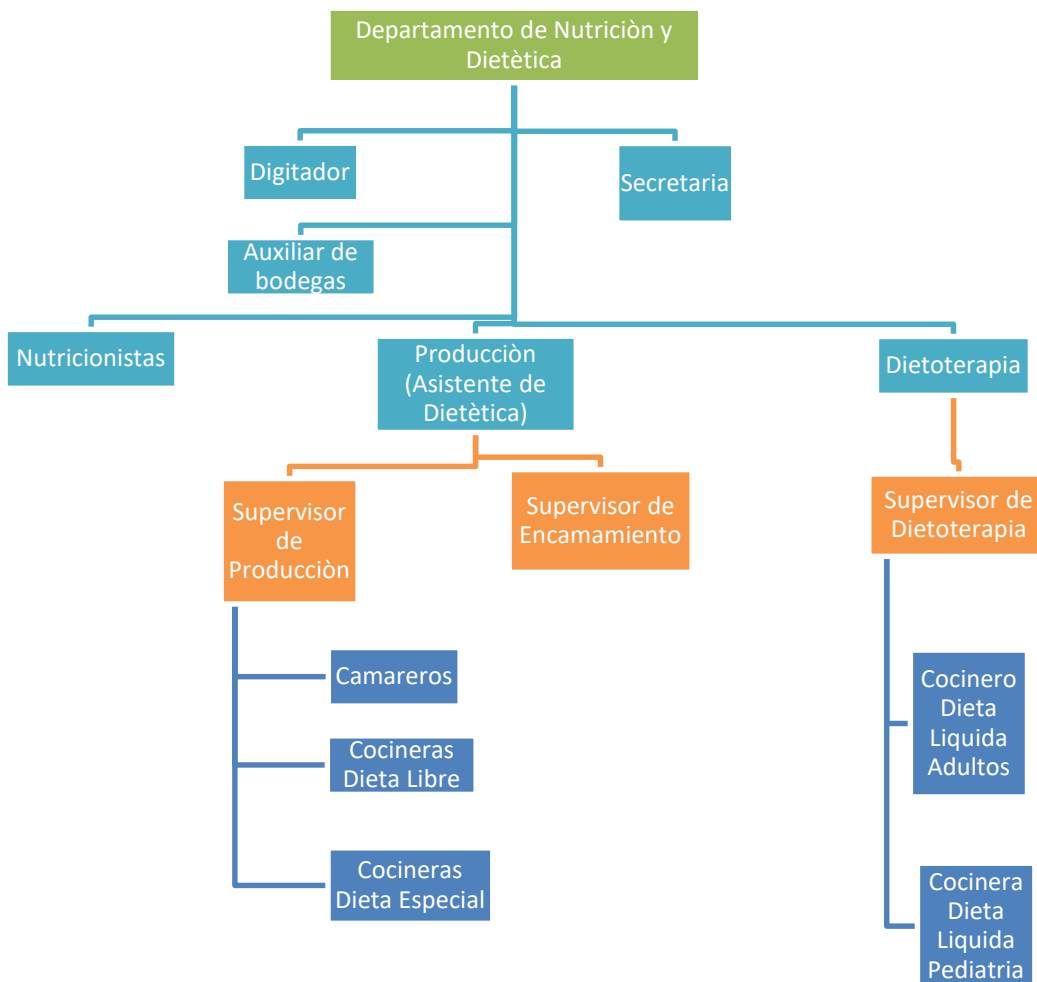 Departamento de Nutriciòn y
Dietètica
Digitador
Secretaria
Auxiliar de
bodegas
Nutricionistas
Producciòn
(Asistente de
Dietètica)
Dietoterapia
Supervisor
de
Producciòn
Supervisor de
Encamamiento
Supervisor de
Dietoterapia
Camareros
Cocineras
Dieta Libre
Cocineras
Dieta Especial
Cocinero
Dieta
Liquida
Adultos
Cocinera
Dieta
Liquida
Pediatria